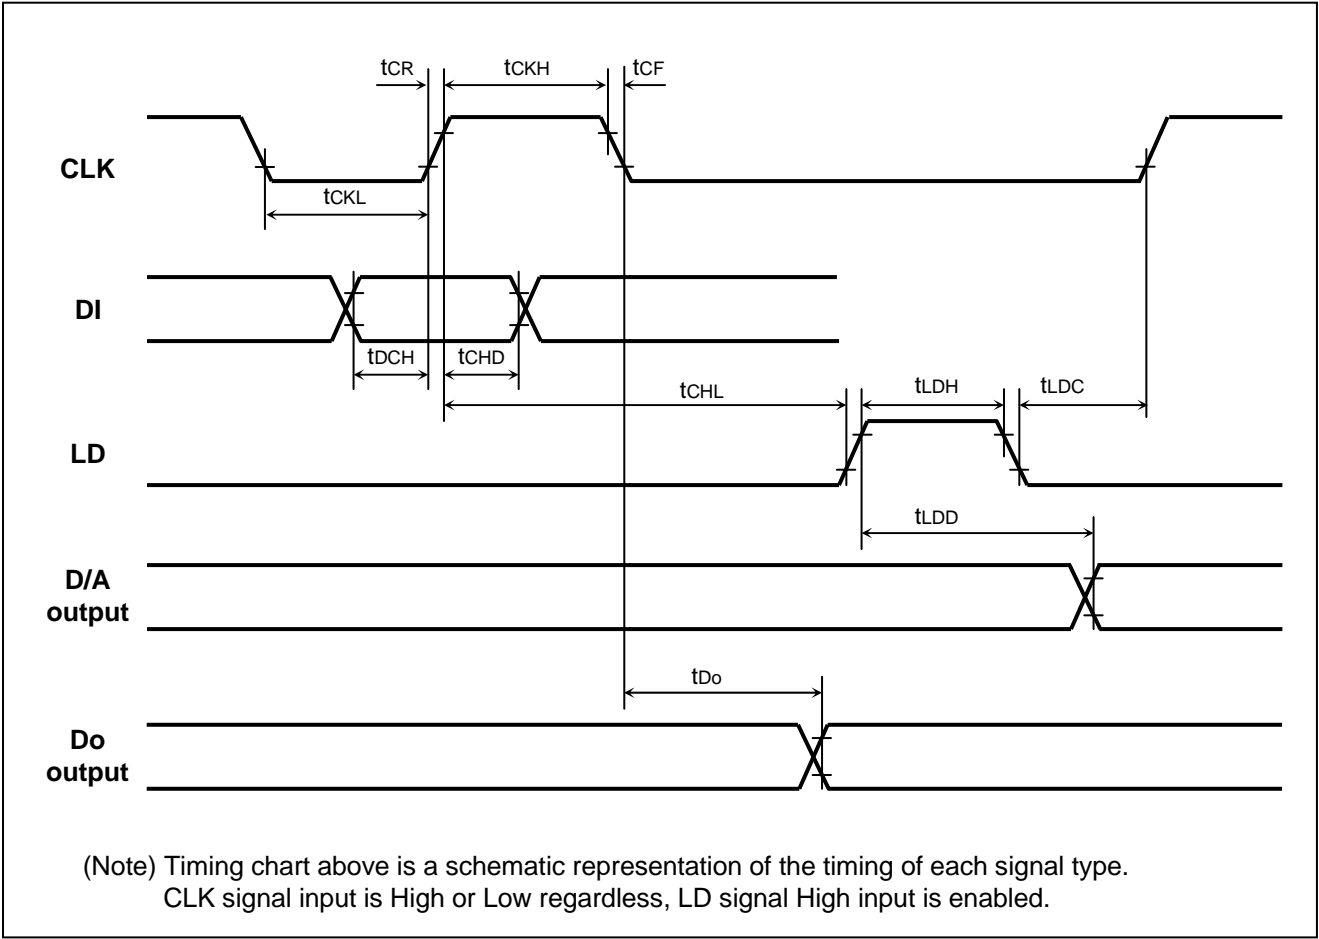 tCR
tCKH
tCF
CLK
tCKL
DI
tDCH
tCHD
tCHL
tLDH
tLDC
LD
tLDD
D/A
output
tDo
Do
output
(Note) Timing chart above is a schematic representation of the timing of each signal type.
CLK signal input is High or Low regardless, LD signal High input is enabled.